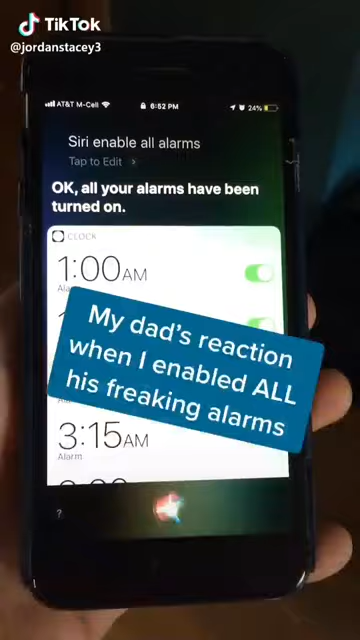 TikTok
@jordanstacey3
AT&T M-Cell
6:52 PM
24%
Siri enable all alarms
Tap to Edit >
OK, all your alarms have been
turned on.
CLOCK
1:00AM
My dad's reaction
when I enabled ALL
his freaking alarms
3:15AM
Alarm
?